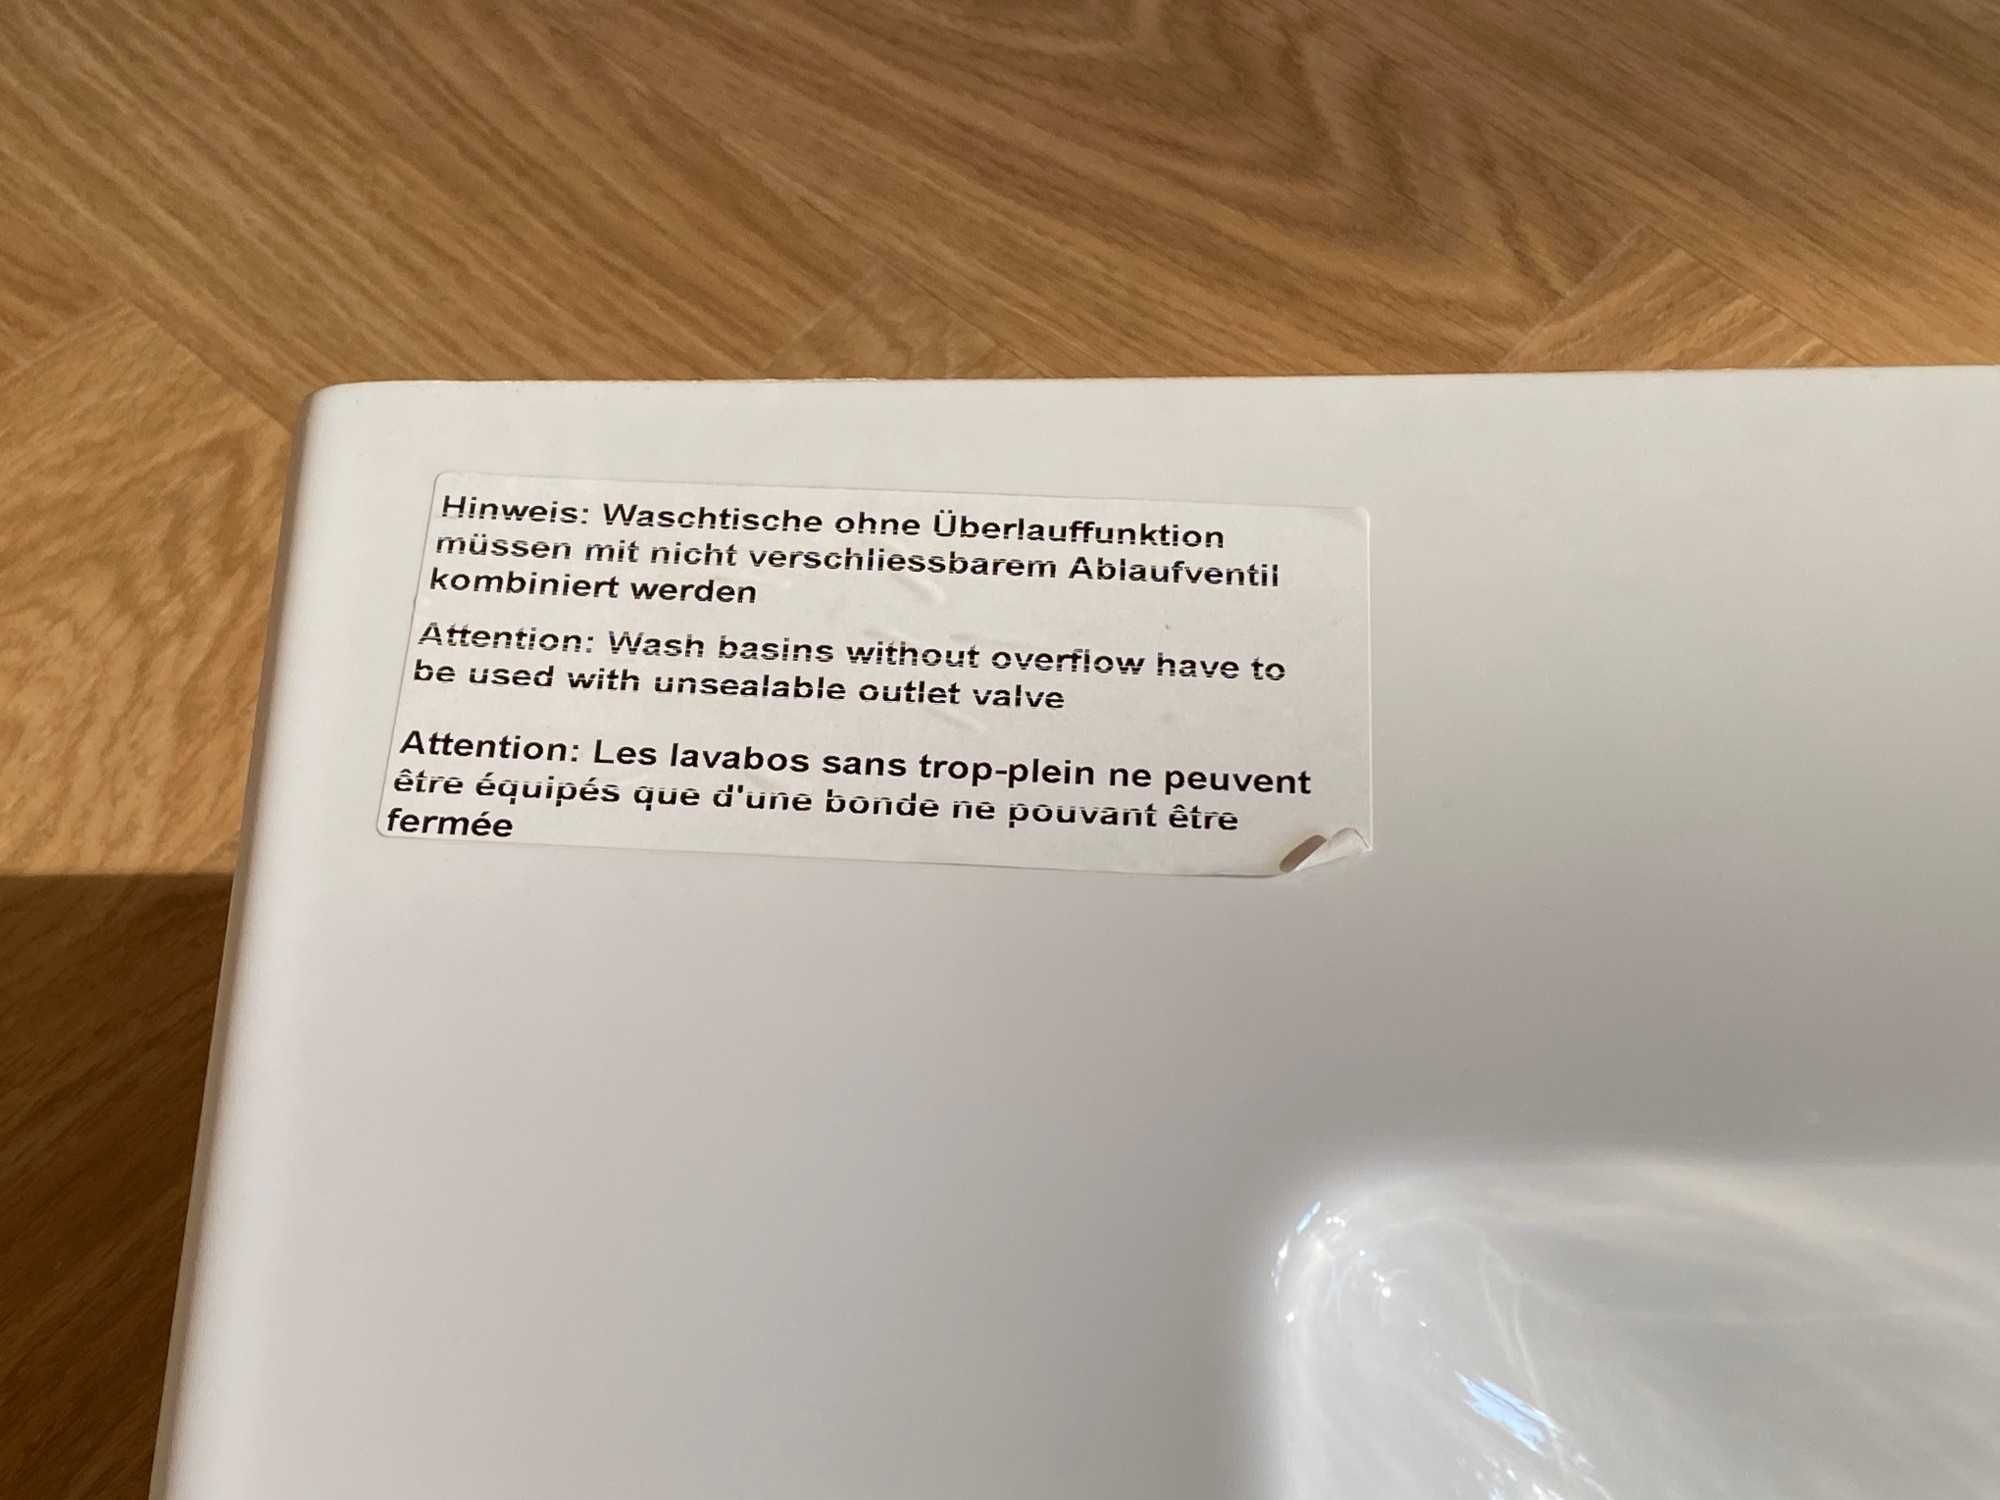 Hinweis: Waschtische ohne Überlauffunktion
müssen mit nicht verschliessbarem Ablaufventil
kombiniert werden
Attention: Wash basins without overflow have to
be used with unsealable outlet valve
Attention: Les lavabos sans trop-plein ne peuvent
être équipés que d'une bonde ne pouvant être
fermée